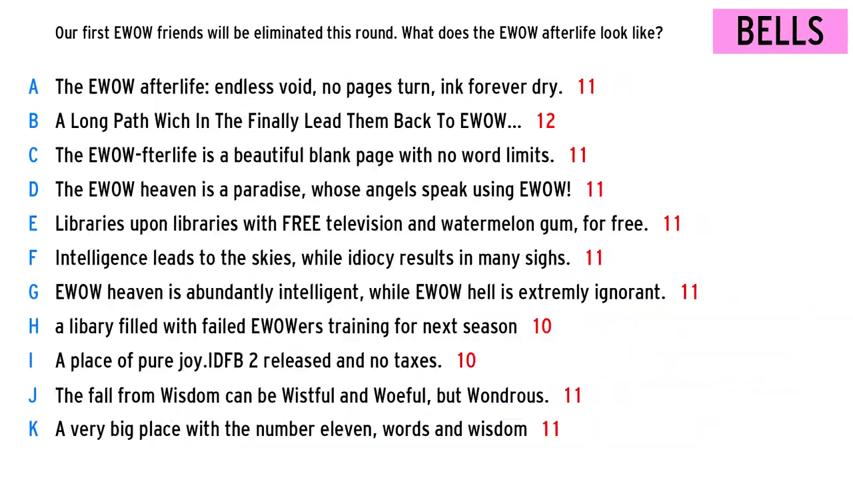 Our first EWOW friends will be eliminated this round. What does the EWOW afterlife look like?
BELLS
A The EWOW afterlife: endless void, no pages turn, ink forever dry. 11
B A Long Path Wich In The Finally Lead Them Back To EWOW... 12
C The EWOW-fterlife is a beautiful blank page with no word limits. 11
D The EWOW heaven is a paradise, whose angels speak using EWOW! 11
E Libraries upon libraries with FREE television and watermelon gum, for free. 11
F Intelligence leads to the skies, while idiocy results in many sighs. 11
G EWOW heaven is abundantly intelligent, while EWOW hell is extremly ignorant. 11
H a libary filled with failed EWOWers training for next season 10
I A place of pure joy.IDFB 2 released and no taxes. 10
J The fall from Wisdom can be Wistful and Woeful, but Wondrous. 11
K A very big place with the number eleven, words and wisdom 11